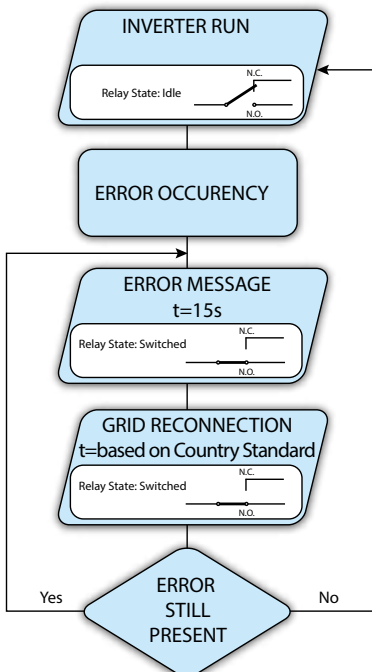 INVERTER RUN
N.C.
Relay State: Idle
N.O.
ERROR OCCURENCY
ERROR MESSAGE
t=15s
N.C.
Relay State: Switched
N.O.
GRID RECONNECTION
t=based on Country Standard
N.C.
Relay State: Switched
N.O.
Yes
ERROR
STILL
PRESENT
No